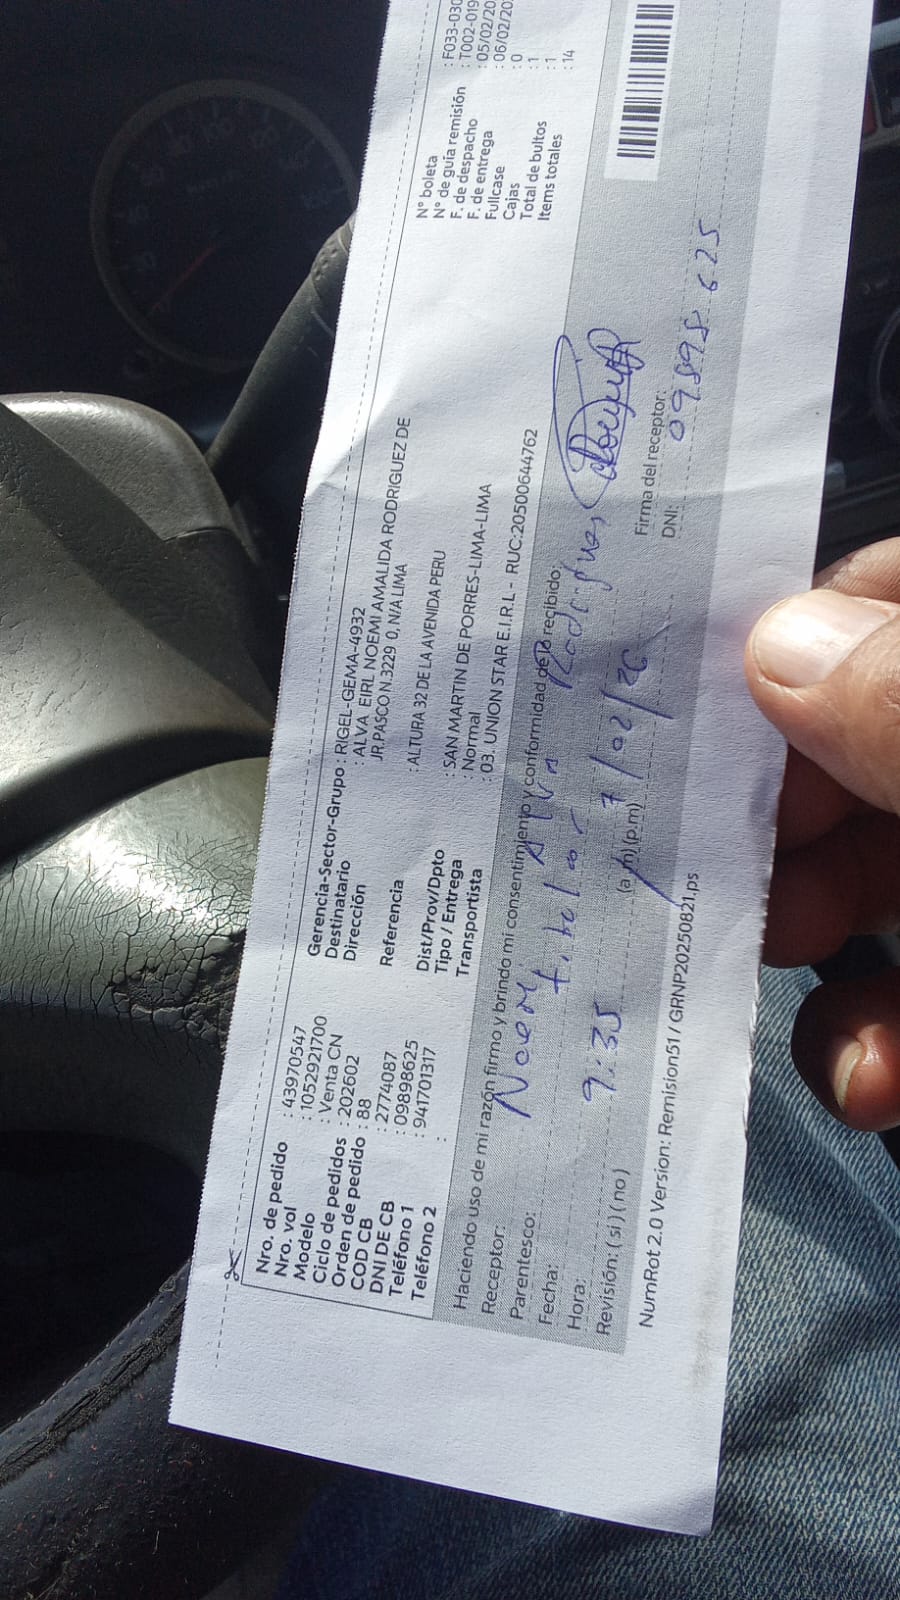 Nro. de pedido : 43970547
Nro. vol : 1052921700
Modelo : Venta CN
Ciclo de pedidos : 202602
Orden de pedido : 88
COD CB : 2774087
DNI DE CB : 09898625
Teléfono 1 : 941701317
Teléfono 2 :
Gerencia-Sector-Grupo : RIGEL-GEMA-4932
Destinatario : ALVA EIRL NOEMI AMALIDA RODRIGUEZ DE
Dirección JR.PASCO N.3229 0, N/A LIMA
Referencia : ALTURA 32 DE LA AVENIDA PERU
Dist/Prov/Dpto : SAN MARTIN DE PORRES-LIMA-LIMA
Tipo / Entrega : Normal
Transportista : 03. UNION STAR E.I.R.L - RUC:20500644762
N° boleta : F033-030
N° de guía remisión : T002-019
F. de despacho : 05/02/20
F. de entrega : 06/02/20
Fullcase : 0
Cajas : 1
Total de bultos : 1
Items totales : 14
Haciendo uso de mi razón firmo y brindo mi consentimiento y conformidad de lo recibido:
Receptor: Noemi Alva Rodriguez
Parentesco: titular
Fecha: 7/02/26
Hora: 9:35 (a.m)(p.m)
Revisión: ( si ) ( no )
Firma del receptor:
DNI: 09898625
NumRot 2.0 Version: Remision51 / GRNP20250821.ps